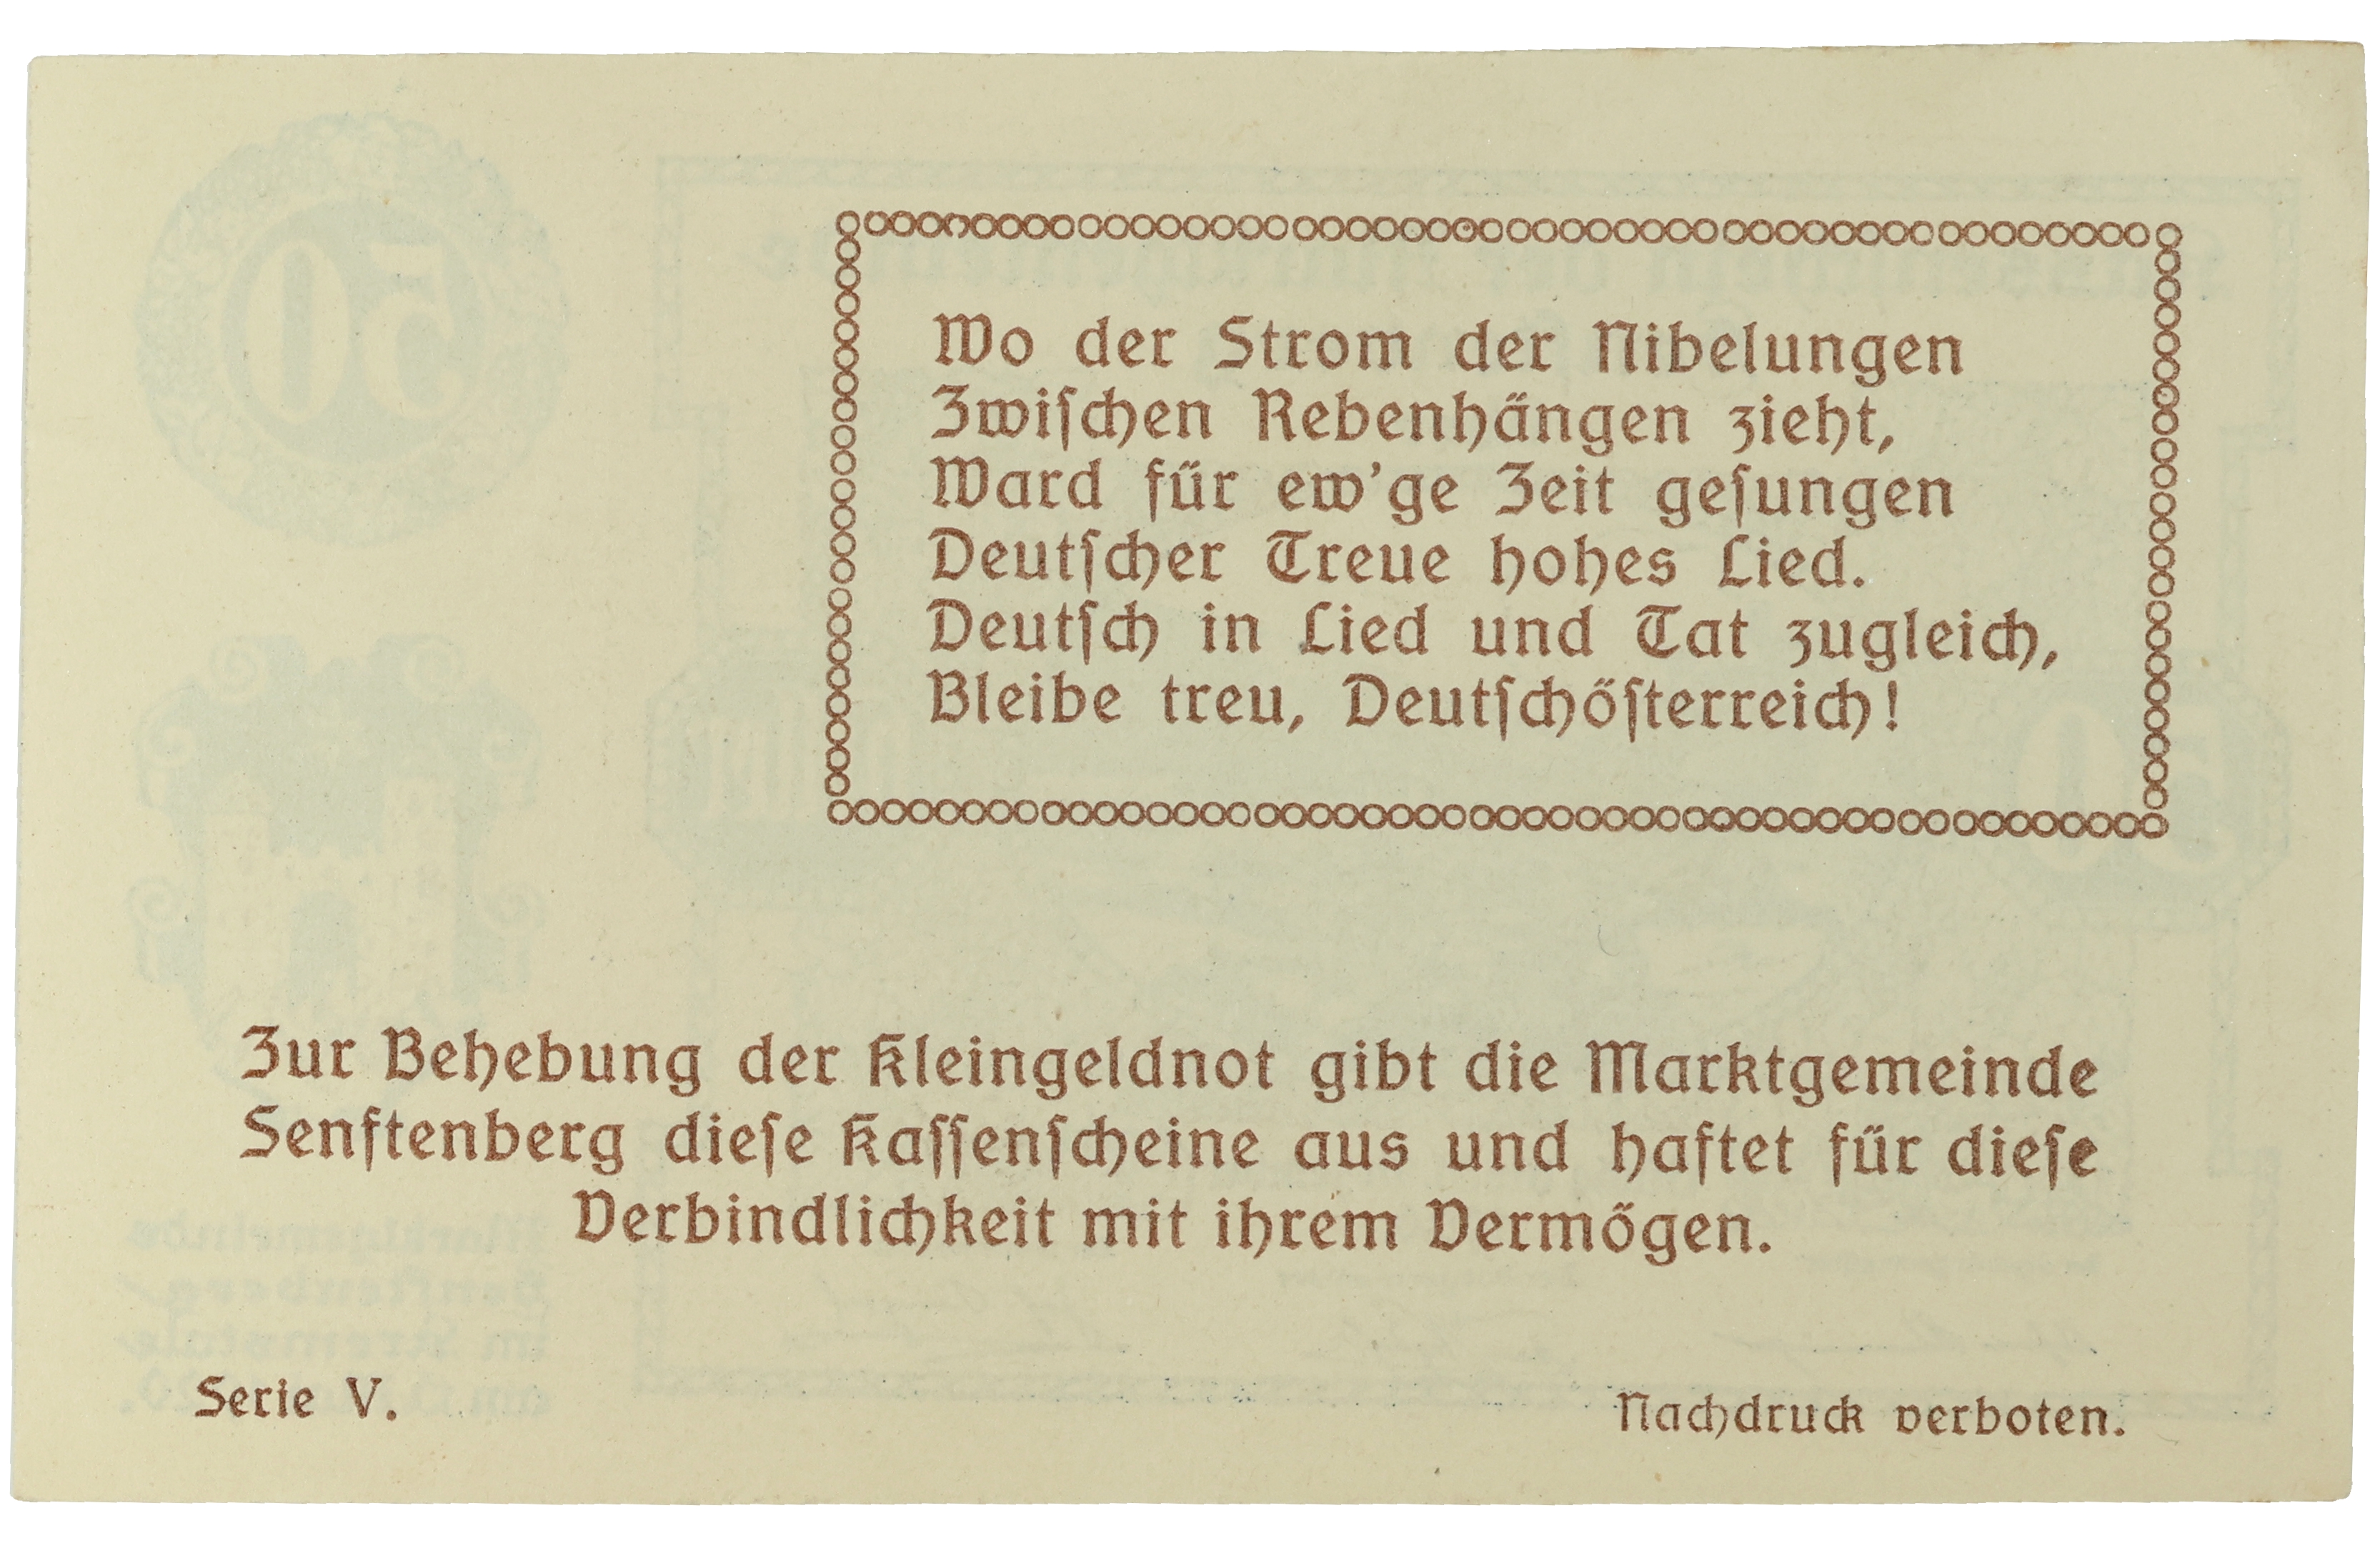 Wo der Strom der Nibelungen
Zwiſchen Rebenhängen zieht,
Ward für ew'ge Zeit geſungen
Deutſcher Treue hohes Lied.
Deutſch in Lied und Tat zugleich,
Bleibe treu, Deutſchöſterreich!
Zur Behebung der Kleingeldnot gibt die Marktgemeinde
Senftenberg dieſe Kaſſenſcheine aus und haftet für dieſe
Verbindlichkeit mit ihrem Vermögen.
Serie V.
Nachdruck verboten.